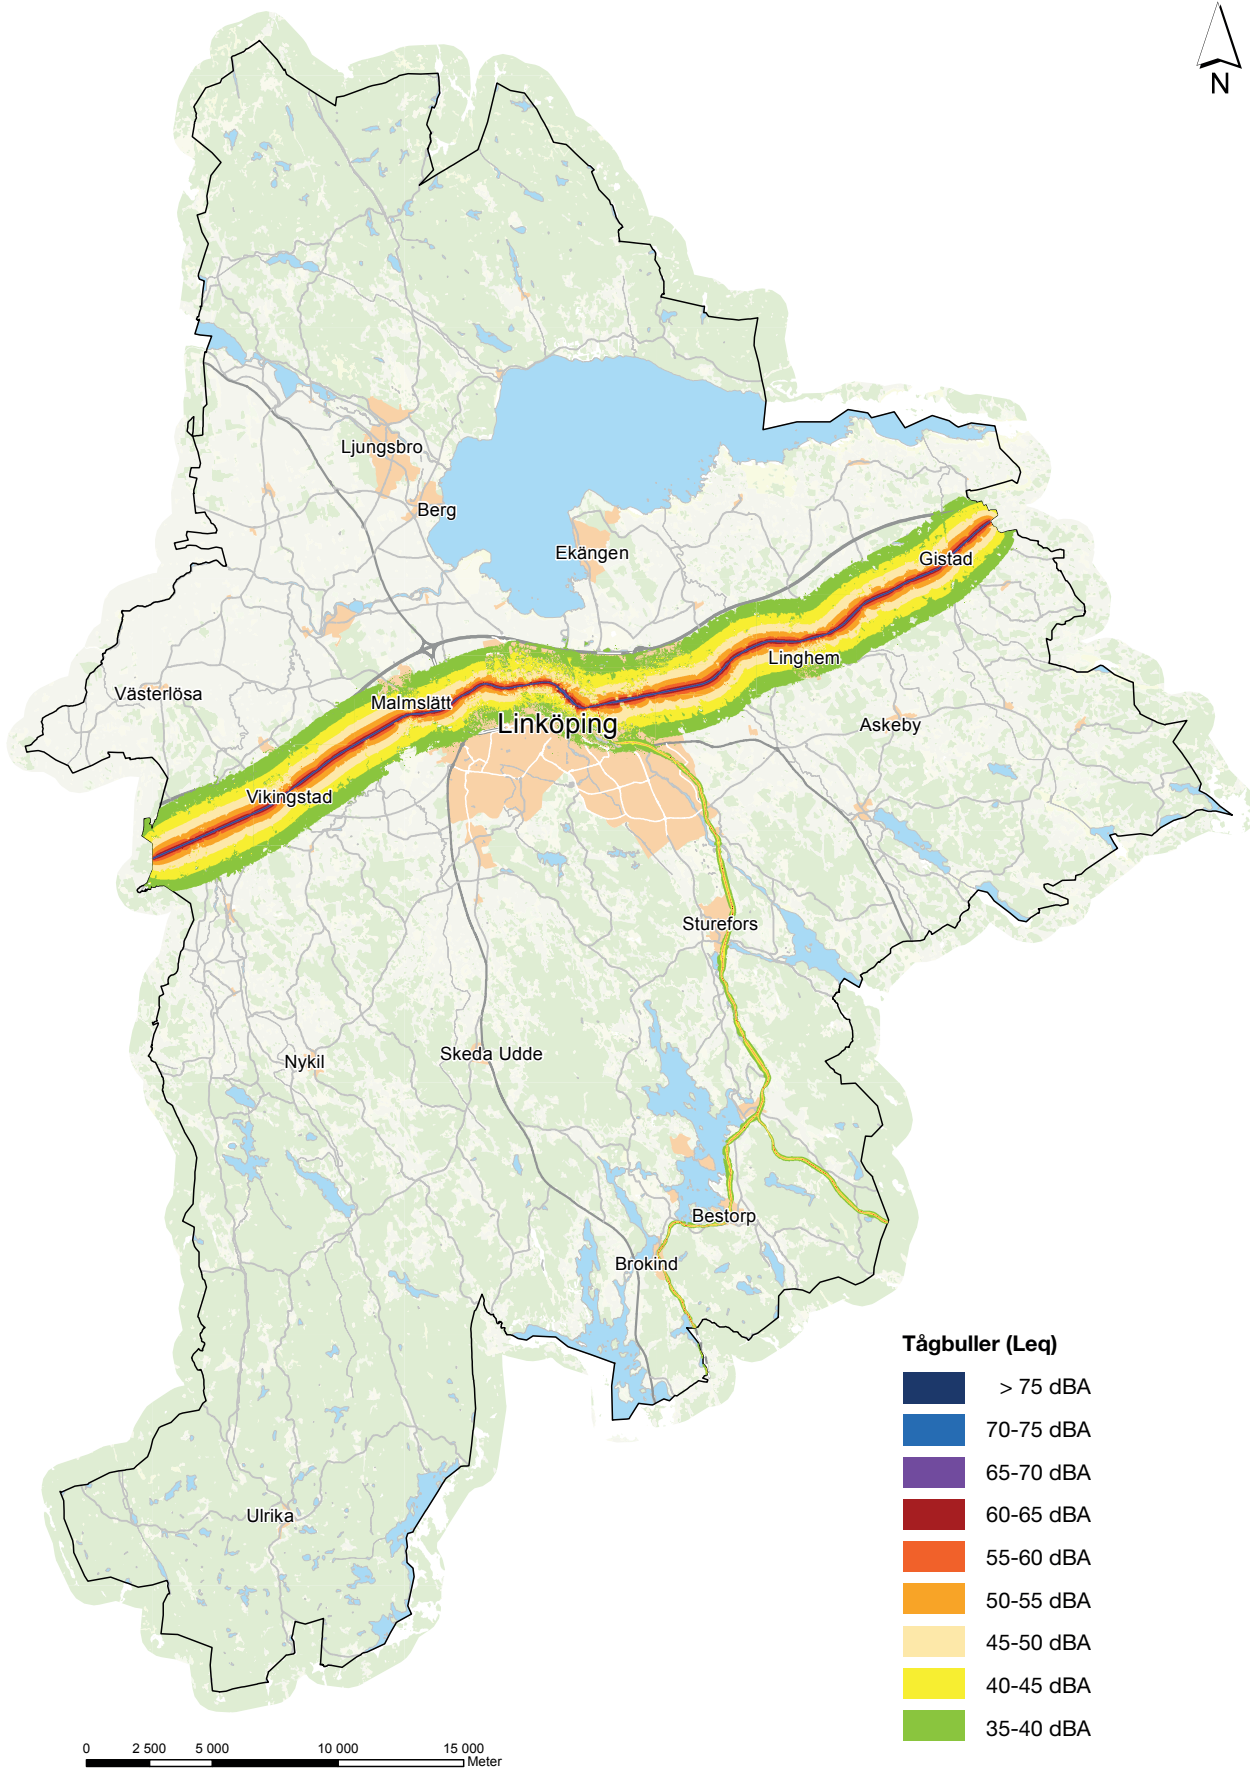 N
Ljungsbro
Berg
Ekängen
Gistad
Linghem
Västerlösa
Malmslätt
Linköping
Askeby
Vikingstad
Sturefors
Nykil
Skeda Udde
Bestorp
Brokind
Ulrika
Tågbuller (Leq)
> 75 dBA
70-75 dBA
65-70 dBA
60-65 dBA
55-60 dBA
50-55 dBA
45-50 dBA
40-45 dBA
35-40 dBA
0 2 500 5 000 10 000 15 000
Meter